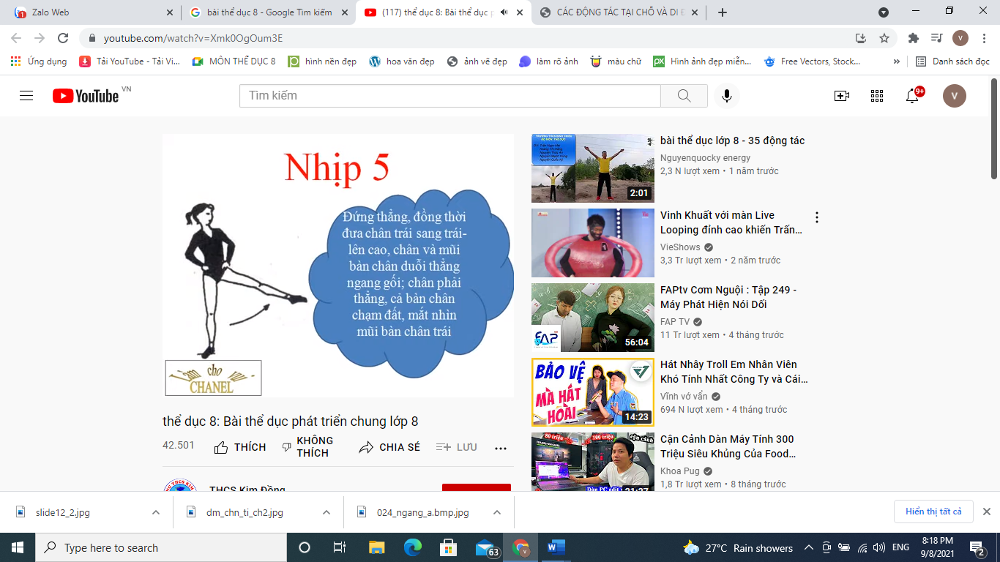 Zalo Web
1
bài thể dục 8 - Google Tìm kiếm
(117) thể dục 8: Bài thể dục p
CÁC ĐỘNG TÁC TẠI CHỖ VÀ DI Đ
youtube.com/watch?v=Xmk0OgOum3E
V
Ứng dụng
Tải YouTube - Tải Vi...
MÔN THỂ DỤC 8
hình nền đẹp
hoa văn đẹp
ảnh vẽ đẹp
làm rõ ảnh
màu chữ
Hình ảnh đẹp miễn...
Free Vectors, Stock...
»
Danh sách đọc
YouTube VN
Tìm kiếm
9+
V
Nhịp 5
Đứng thẳng, đồng thời
đưa chân trái sang trái-
lên cao, chân và mũi
bàn chân duỗi thẳng
ngang gối; chân phải
thẳng, cả bàn chân
chạm đất, mắt nhìn
mũi bàn chân trái
cho
CHANEL
thể dục 8: Bài thể dục phát triển chung lớp 8
42.501
THÍCH
KHÔNG
THÍCH
CHIA SẺ
LƯU
THCS Kim Đồng
2:01
bài thể dục lớp 8 - 35 động tác
Nguyenquocky energy
2,3 N lượt xem • 1 năm trước
Vinh Khuất với màn Live
Looping đỉnh cao khiến Trấn...
VieShows
3,3 Tr lượt xem • 2 năm trước
FAP
56:04
FAPtv Cơm Nguội : Tập 249 -
Máy Phát Hiện Nói Dối
FAP TV
11 Tr lượt xem • 4 tháng trước
BẢO VỆ
MÀ HÁT
HOÀI
14:23
Hát Nhây Troll Em Nhân Viên
Khó Tính Nhất Công Ty và Cái...
Vĩnh vớ vẩn
694 N lượt xem • 4 tháng trước
Cận Cảnh Dàn Máy Tính 300
Triệu Siêu Khủng Của Food...
Khoa Pug
1,8 Tr lượt xem • 8 tháng trước
slide12_2.jpg
dm_chn_ti_ch2.jpg
024_ngang_a.bmp.jpg
Hiển thị tất cả
Type here to search
63
27°C Rain showers
ENG
8:18 PM
9/8/2021
2